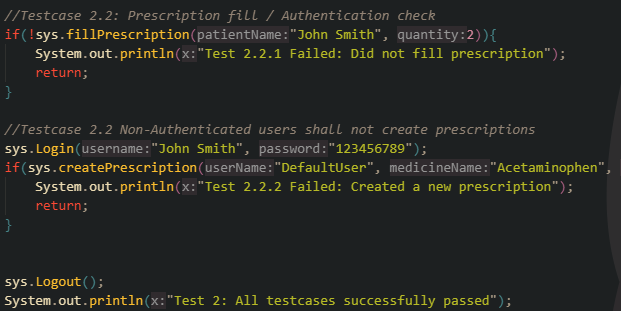 //Testcase 2.2: Prescription fill / Authentication check
if(!sys.fillPrescription(patientName:"John Smith", quantity:2)){
System.out.println(x:"Test 2.2.1 Failed: Did not fill prescription");
return;
}
//Testcase 2.2 Non-Authenticated users shall not create prescriptions
sys.Login(username:"John Smith", password:"123456789");
if(sys.createPrescription(userName:"DefaultUser", medicineName:"Acetaminophen",
System.out.println(x:"Test 2.2.2 Failed: Created a new prescription");
return;
}
sys.Logout();
System.out.println(x:"Test 2: All testcases successfully passed");